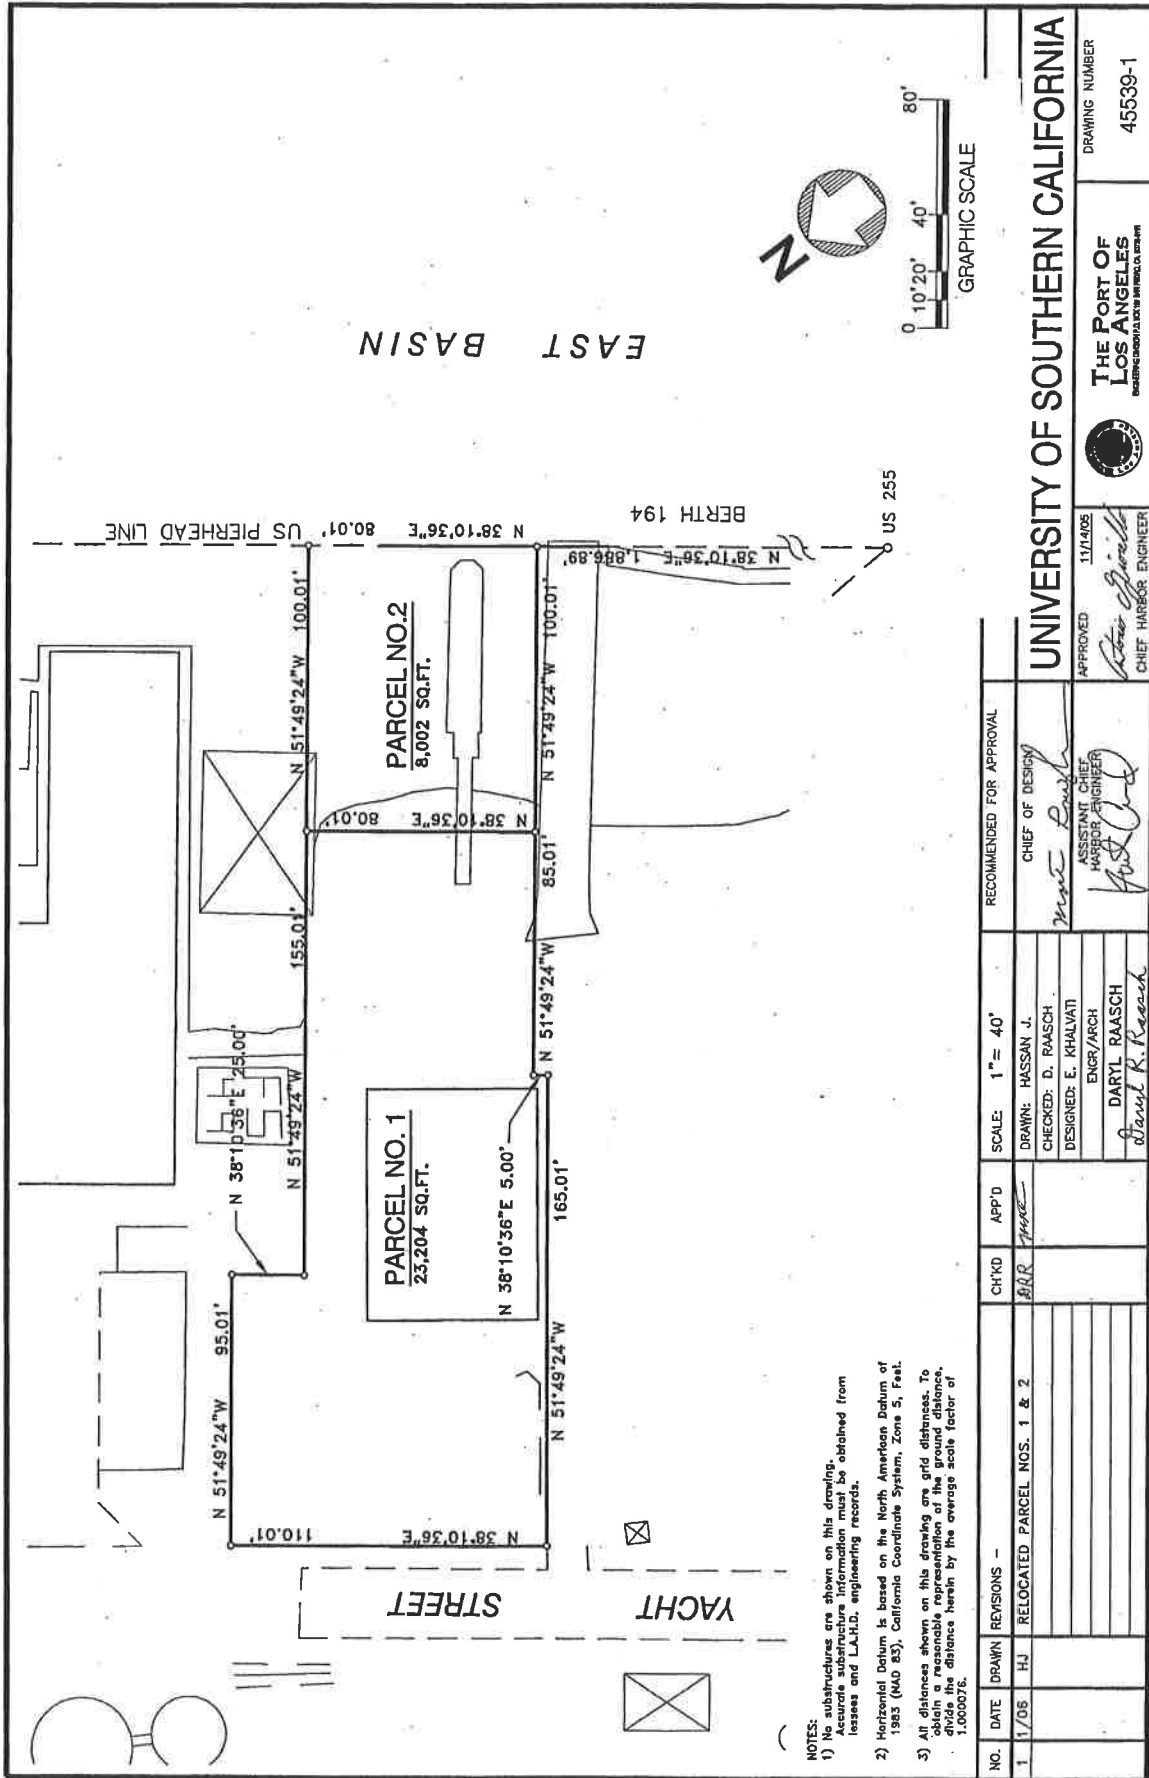 N 51°49'24"W 95.01'
N 38°10'36"E 25.00'
N 51°49'24"W 155.01'
N 51°49'24"W 100.01'
US PIERHEAD LINE
N 38°10'36"E 110.01'
PARCEL NO. 1
23,204 SQ.FT.
N 38°10'36"E 5.00'
N 51°49'24"W 165.01'
N 51°49'24"W 85.01'
N 38°10'36"E 80.01'
PARCEL NO.2
8,002 SQ.FT.
N 38°10'36"E 80.01'
N 51°49'24"W 100.01'
N 38°10'36"E 1,886.89'
BERTH 194
US 255
EAST BASIN
YACHT STREET
N
0 10' 20' 40' 80'
GRAPHIC SCALE
NOTES:
1) No substructures are shown on this drawing.
Accurate substructure information must be obtained from
lessees and L.A.H.D. engineering records.
2) Horizontal Datum is based on the North American Datum of
1983 (NAD 83), California Coordinate System, Zone 5, Feet.
3) All distances shown on this drawing are grid distances. To
obtain a reasonable representation of the ground distance,
divide the distance herein by the average scale factor of
1.000076.
NO. DATE DRAWN REVISIONS – CH'KD APP'D
1 1/06 HJ RELOCATED PARCEL NOS. 1 & 2 DRR
SCALE: 1"= 40'
DRAWN: HASSAN J.
CHECKED: D. RAASCH
DESIGNED: E. KHALVATI
ENGR/ARCH
DARYL RAASCH
Daryl R. Raasch
RECOMMENDED FOR APPROVAL
CHIEF OF DESIGN
ASSISTANT CHIEF
HARBOR ENGINEER
UNIVERSITY OF SOUTHERN CALIFORNIA
APPROVED 11/14/05
CHIEF HARBOR ENGINEER
THE PORT OF
LOS ANGELES
DRAWING NUMBER
45539-1